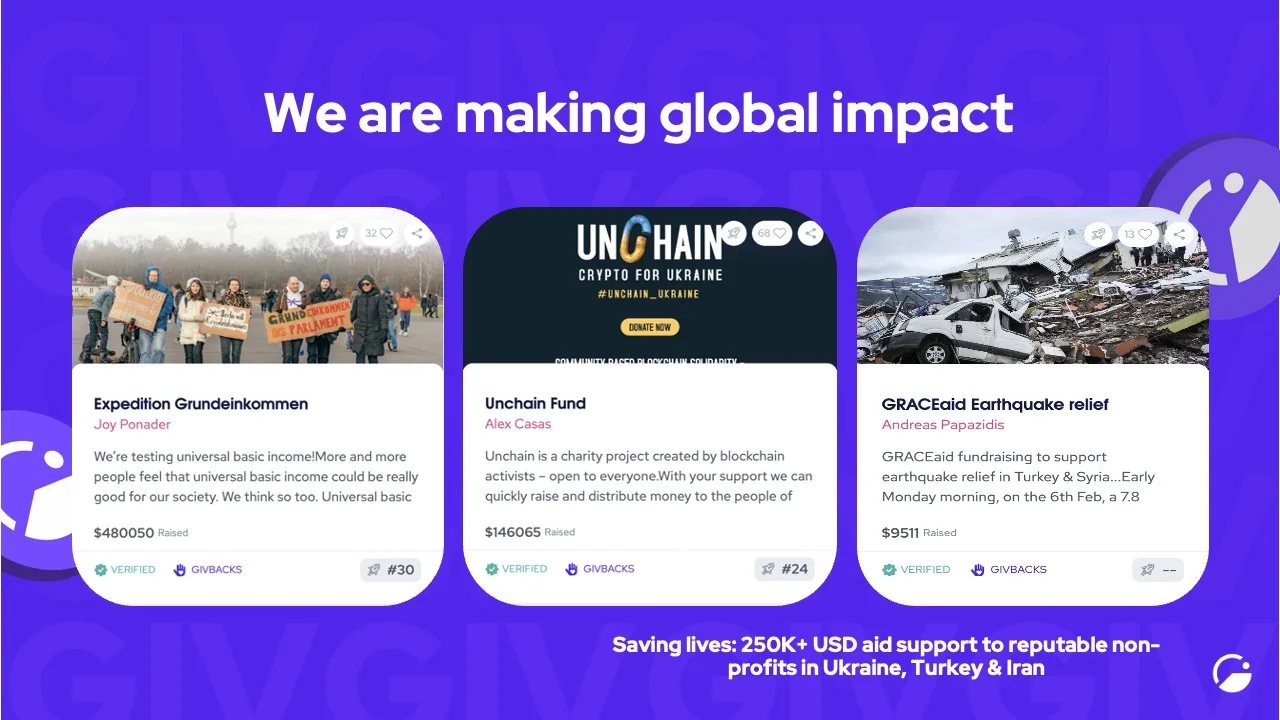 We are making global impact
32
GRUNDEINKOMMEN
INS PARLAMENT
Expedition Grundeinkommen
Joy Ponader
We're testing universal basic income!More and more
people feel that universal basic income could be really
good for our society. We think so too. Universal basic
$480050 Raised
VERIFIED GIVBACKS #30
UNCHAIN
68
CRYPTO FOR UKRAINE
#UNCHAIN_UKRAINE
DONATE NOW
COMMUNITY BASED BLOCKCHAIN SOLIDARITY –
Unchain Fund
Alex Casas
Unchain is a charity project created by blockchain
activists – open to everyone.With your support we can
quickly raise and distribute money to the people of
$146065 Raised
VERIFIED GIVBACKS #24
13
GRACEaid Earthquake relief
Andreas Papazidis
GRACEaid fundraising to support
earthquake relief in Turkey & Syria...Early
Monday morning, on the 6th Feb, a 7.8
$9511 Raised
VERIFIED GIVBACKS --
Saving lives: 250K+ USD aid support to reputable non-
profits in Ukraine, Turkey & Iran